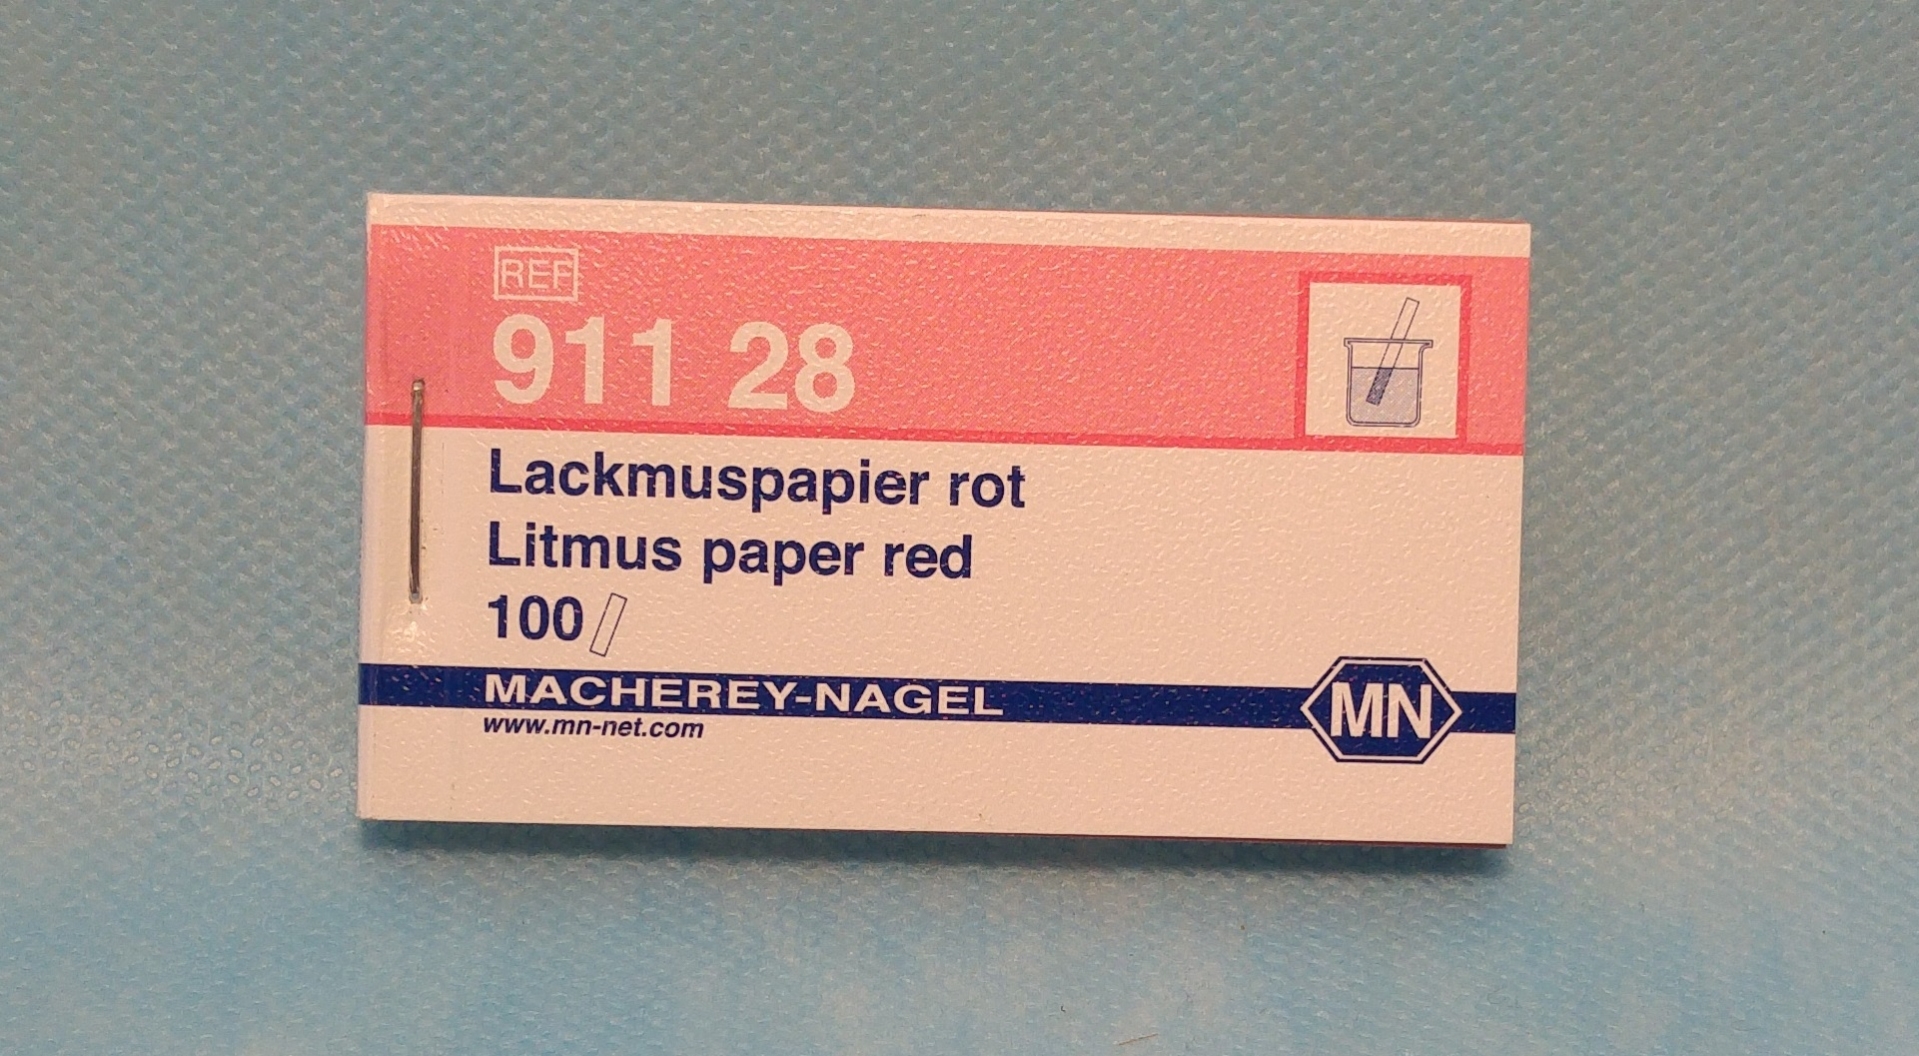 REF
911 28
Lackmuspapier rot
Litmus paper red
100
MACHEREY-NAGEL
www.mn-net.com
MN